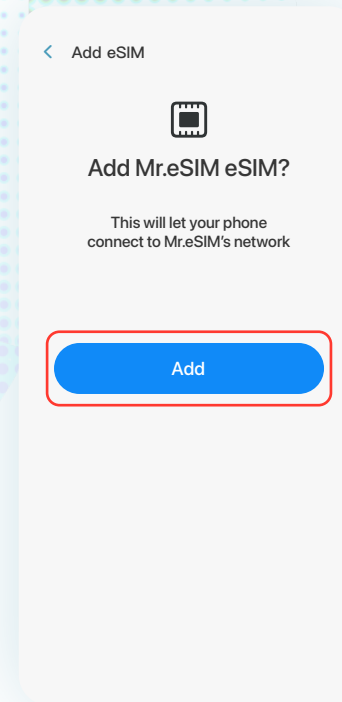 Add eSIM
Add Mr.eSIM eSIM?
This will let your phone
connect to Mr.eSIM’s network
Add